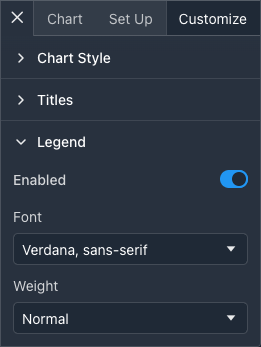 Chart Set Up Customize
Chart Style
Titles
Legend
Enabled
Font
Verdana, sans-serif
Weight
Normal